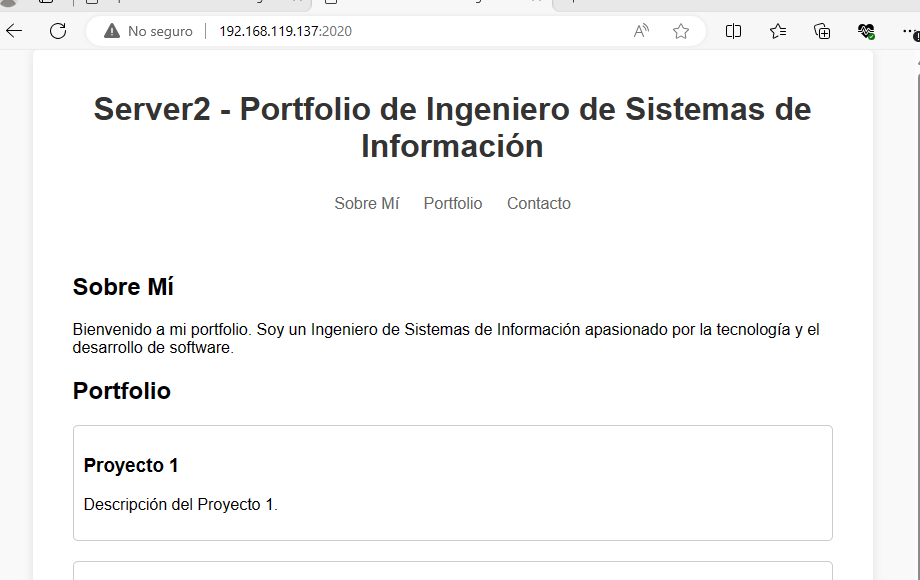 No seguro
192.168.119.137:2020
Server2 - Portfolio de Ingeniero de Sistemas de
Información
Sobre Mí Portfolio Contacto
Sobre Mí
Bienvenido a mi portfolio. Soy un Ingeniero de Sistemas de Información apasionado por la tecnología y el
desarrollo de software.
Portfolio
Proyecto 1
Descripción del Proyecto 1.